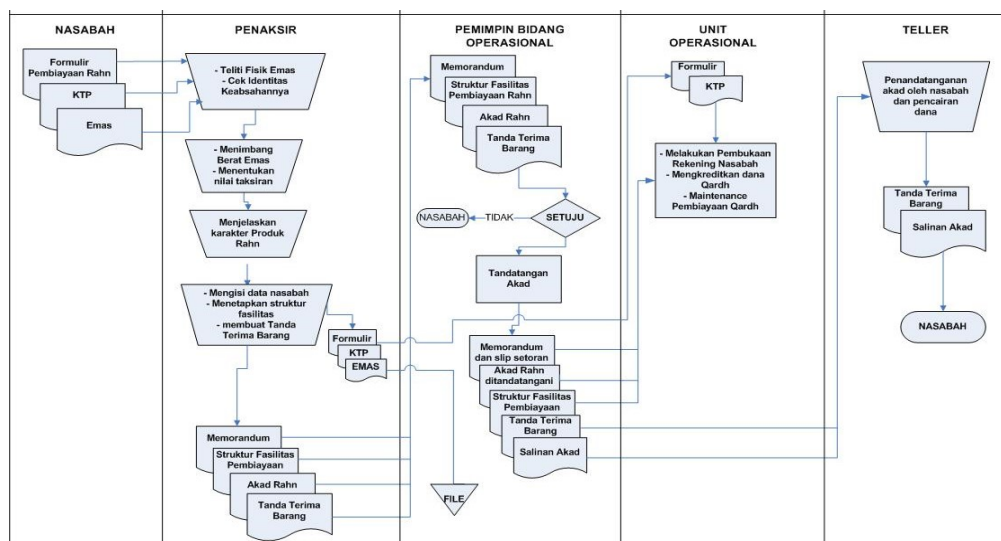 NASABAH
PENAKSIR
PEMIMPIN BIDANG
OPERASIONAL
UNIT
OPERASIONAL
TELLER
Formulir
Pembiayaan Rahn
KTP
Emas
- Teliti Fisik Emas
- Cek Identitas
Keabsahannya
- Menimbang
Berat Emas
- Menentukan
nilai taksiran
Menjelaskan
karakter Produk
Rahn
- Mengisi data nasabah
- Menetapkan struktur
fasilitas
- membuat Tanda
Terima Barang
Formulir
KTP
EMAS
Memorandum
Struktur Fasilitas
Pembiayaan
Akad Rahn
Tanda Terima
Barang
Memorandum
Struktur Fasilitas
Pembiayaan Rahn
Akad Rahn
Tanda Terima
Barang
SETUJU
TIDAK
NASABAH
Tandatangan
Akad
Memorandum
dan slip setoran
Akad Rahn
ditandatangani
Struktur Fasilitas
Pembiayaan
Tanda Terima
Barang
Salinan Akad
FILE
Formulir
KTP
- Melakukan Pembukaan
Rekening Nasabah
- Mengkreditkan dana
Qardh
- Maintenance
Pembiayaan Qardh
Penandatanganan
akad oleh nasabah
dan pencairan
dana
Tanda Terima
Barang
Salinan Akad
NASABAH